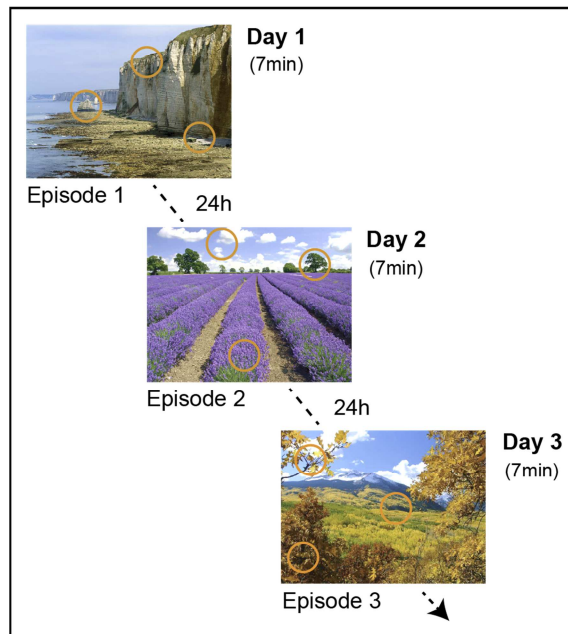 Day 1
(7min)
Episode 1
24h
Day 2
(7min)
Episode 2
24h
Day 3
(7min)
Episode 3